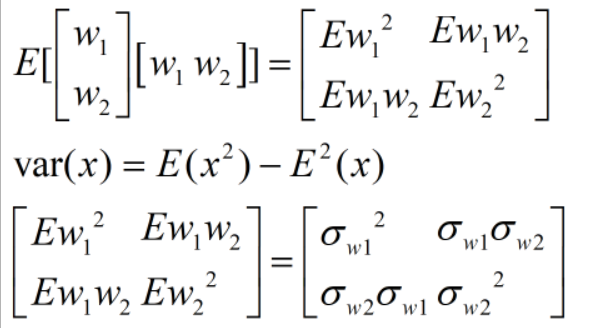 E[[w₁ w₂]ᵀ [w₁ w₂]] = [Ew₁² Ew₁w₂; Ew₁w₂ Ew₂²]
var(x) = E(x²) − E²(x)
[Ew₁² Ew₁w₂; Ew₁w₂ Ew₂²] = [σ_w1² σ_w1σ_w2; σ_w2σ_w1 σ_w2²]